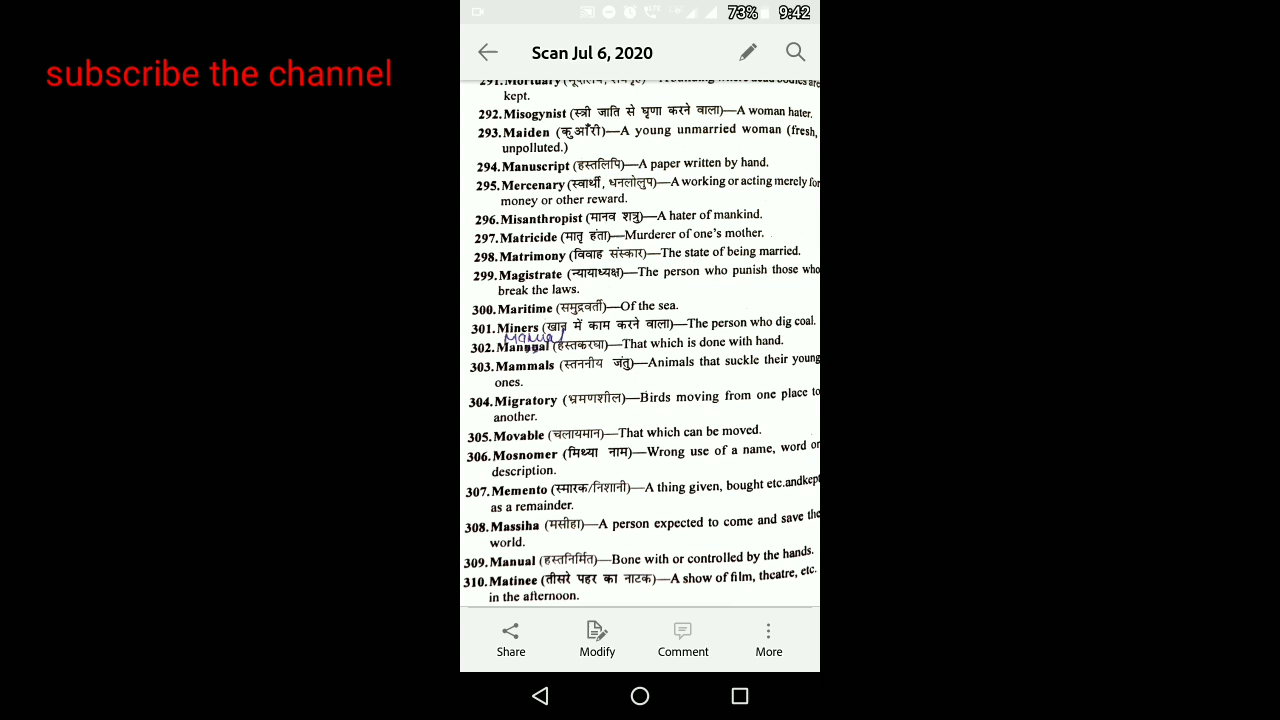 73% 9:42
subscribe the channel
Scan Jul 6, 2020
291. Mortuary
kept.
292. Misogynist (स्त्री जाति से घृणा करने वाला)—A woman hater.
293. Maiden (कुआँरी)—A young unmarried woman (fresh,
unpolluted.)
294. Manuscript (हस्तलिपि)—A paper written by hand.
295. Mercenary (स्वार्थी, धनलोलुप)—A working or acting merely for
money or other reward.
296. Misanthropist (मानव शत्रु)—A hater of mankind.
297. Matricide (मातृ हंता)—Murderer of one's mother.
298. Matrimony (विवाह संस्कार)—The state of being married.
299. Magistrate (न्यायाध्यक्ष)—The person who punish those who
break the laws.
300. Maritime (समुद्रवर्ती)—Of the sea.
301. Miners (खान में काम करने वाला)—The person who dig coal.
302. (हस्तकरघा)—That which is done with hand.
303. Mammals (स्तननीय जंतु)—Animals that suckle their young
ones.
304. Migratory (भ्रमणशील)—Birds moving from one place to
another.
305. Movable (चलायमान)—That which can be moved.
306. Mosnomer (मिथ्या नाम)—Wrong use of a name, word or
description.
307. Memento (स्मारक/निशानी)—A thing given, bought etc.andkept
as a remainder.
308. Massiha (मसीहा)—A person expected to come and save the
world.
309. Manual (हस्तनिर्मित)—Bone with or controlled by the hands.
310. Matinee (तीसरे पहर का नाटक)—A show of film, theatre, etc.
in the afternoon.
Share Modify Comment More